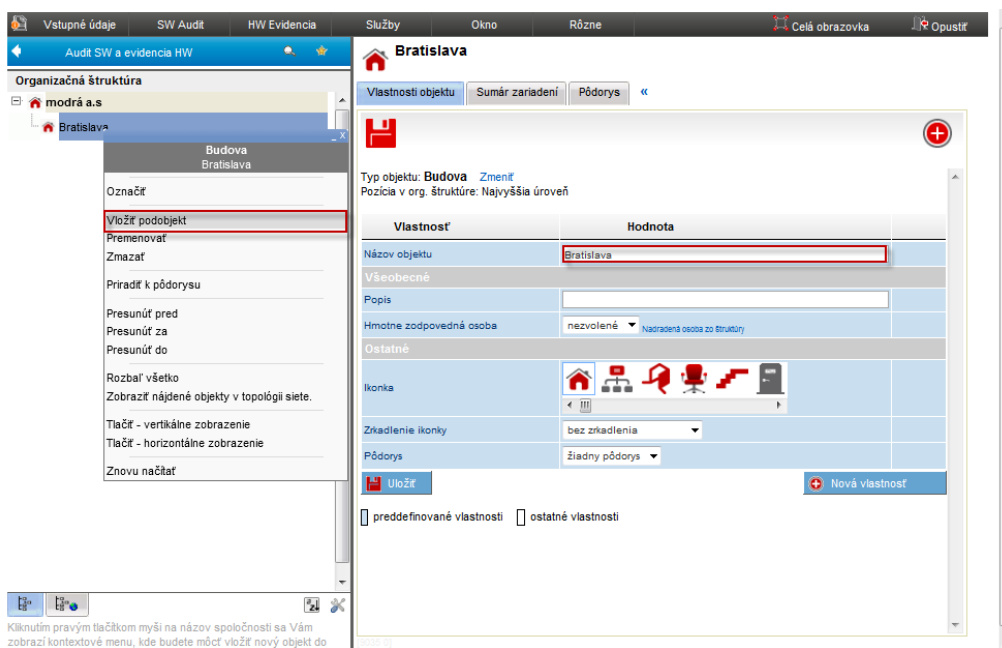 Vstupné údaje SW Audit HW Evidencia Služby Okno Rôzne Celá obrazovka Opustiť
Audit SW a evidencia HW
Organizačná štruktúra
modrá a.s
Bratislava
_ X
Budova
Bratislava
Označiť
Vložiť podobjekt
Premenovať
Zmazať
Priradiť k pôdorysu
Presunúť pred
Presunúť za
Presunúť do
Rozbaľ všetko
Zobraziť nájdené objekty v topológii siete.
Tlačiť - vertikálne zobrazenie
Tlačiť - horizontálne zobrazenie
Znovu načítať
Kliknutím pravým tlačítkom myši na názov spoločnosti sa Vám
zobrazí kontextové menu, kde budete môcť vložiť nový objekt do
Bratislava
Vlastnosti objektu Sumár zariadení Pôdorys «
Typ objektu: Budova Zmeniť
Pozícia v org. štruktúre: Najvyššia úroveň
Vlastnosť Hodnota
Názov objektu Bratislava
Všeobecné
Popis
Hmotne zodpovedná osoba nezvolené Nadradená osoba zo štruktúry
Ostatné
Ikonka
Zrkadlenie ikonky bez zrkadlenia
Pôdorys žiadny pôdorys
Uložiť Nová vlastnosť
preddefinované vlastnosti ostatné vlastnosti